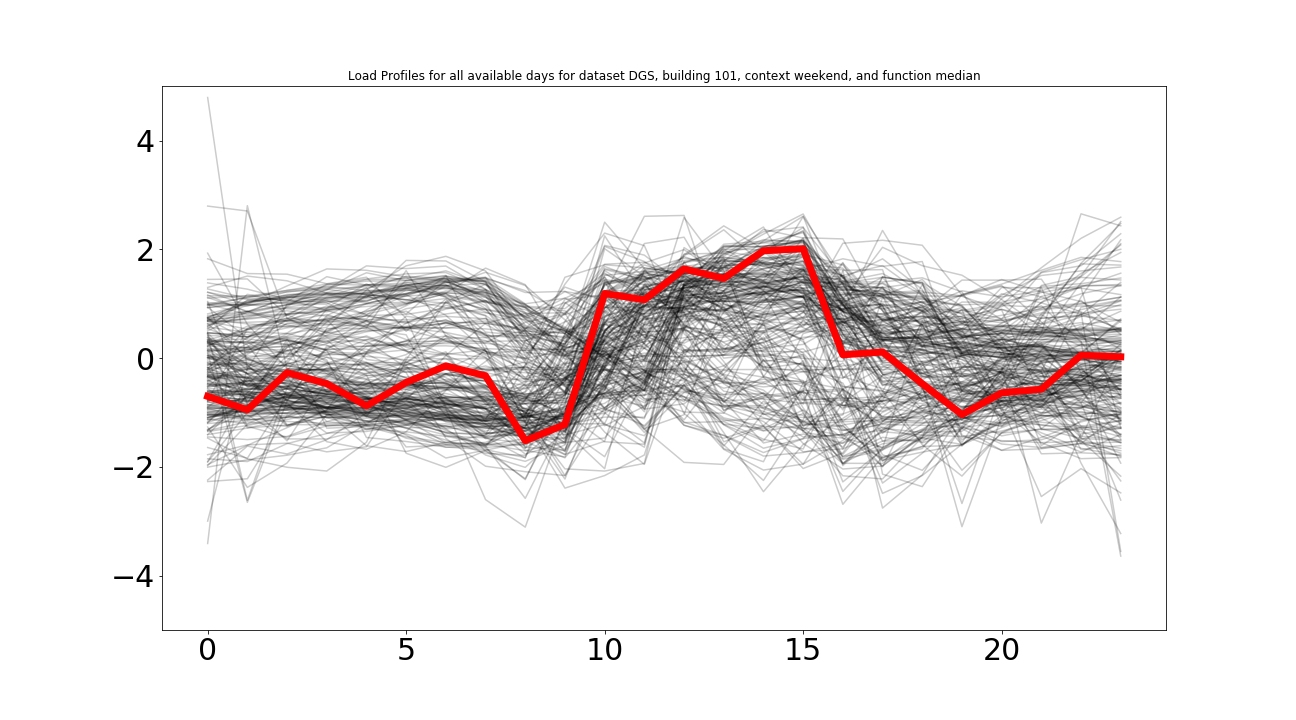 Load Profiles for all available days for dataset DGS, building 101, context weekend, and function median
4
2
0
−2
−4
0 5 10 15 20